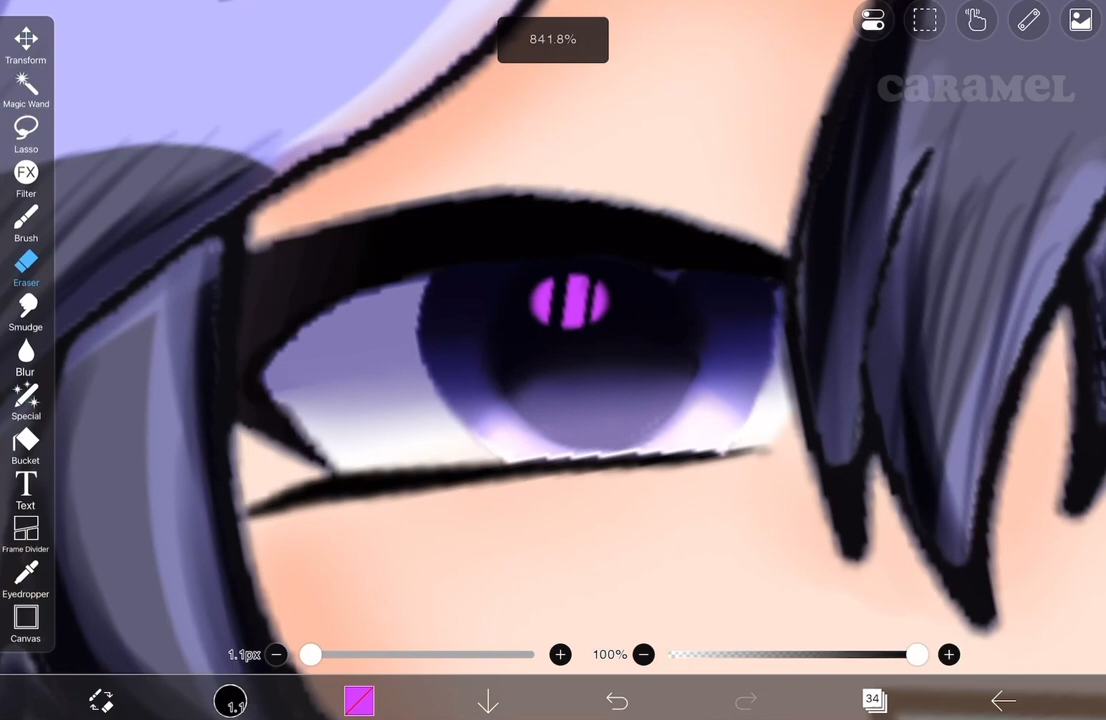 841.8%
CaRaMeL
Transform
Magic Wand
Lasso
FX
Filter
Brush
Eraser
Smudge
Blur
Special
Bucket
T
Text
Frame Divider
Eyedropper
Canvas
1.1px
100%
1.1
34